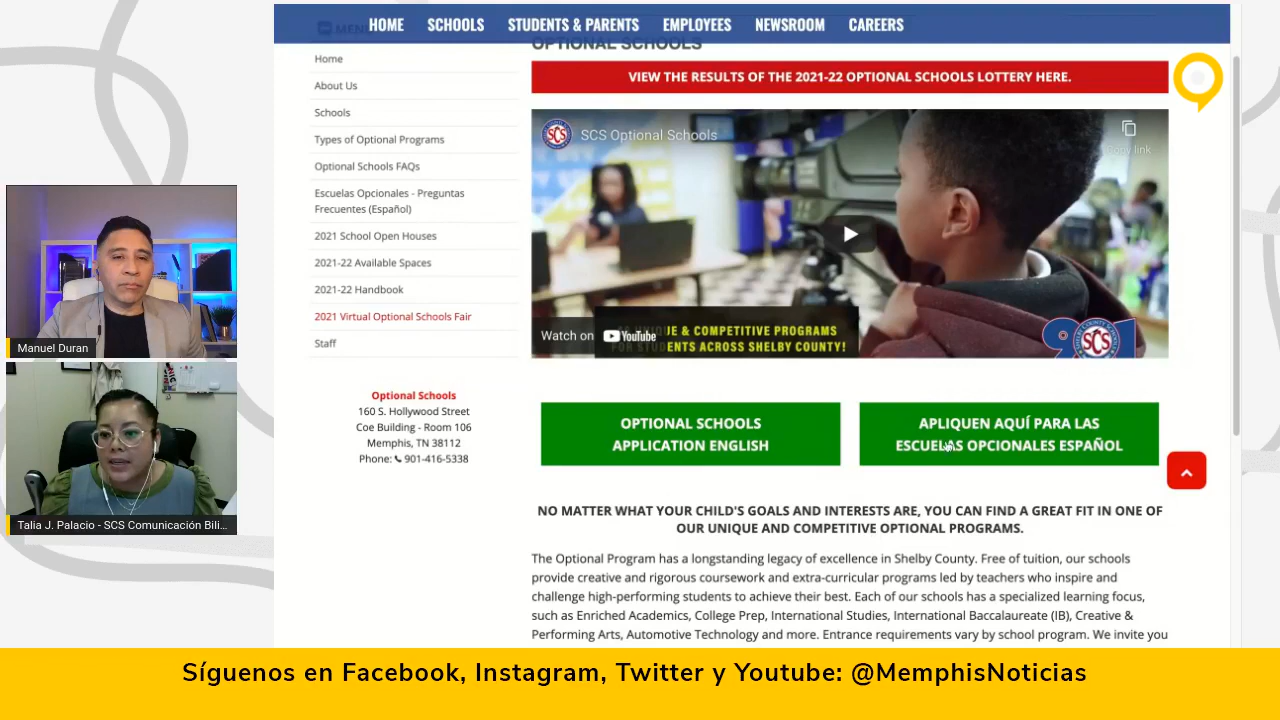 HOME SCHOOLS STUDENTS & PARENTS EMPLOYEES NEWSROOM CAREERS
MENU
OPTIONAL SCHOOLS
Home
About Us
Schools
Types of Optional Programs
Optional Schools FAQs
Escuelas Opcionales - Preguntas
Frecuentes (Español)
2021 School Open Houses
2021-22 Available Spaces
2021-22 Handbook
2021 Virtual Optional Schools Fair
Staff
Optional Schools
160 S. Hollywood Street
Coe Building - Room 106
Memphis, TN 38112
Phone: 901-416-5338
VIEW THE RESULTS OF THE 2021-22 OPTIONAL SCHOOLS LOTTERY HERE.
SCS
SCS Optional Schools
Copy link
Watch on YouTube
UE & COMPETITIVE PROGRAMS
FOR STUDENTS ACROSS SHELBY COUNTY!
SCS
OPTIONAL SCHOOLS
APPLICATION ENGLISH
APLIQUEN AQUÍ PARA LAS
ESCUELAS OPCIONALES ESPAÑOL
NO MATTER WHAT YOUR CHILD'S GOALS AND INTERESTS ARE, YOU CAN FIND A GREAT FIT IN ONE OF
OUR UNIQUE AND COMPETITIVE OPTIONAL PROGRAMS.
The Optional Program has a longstanding legacy of excellence in Shelby County. Free of tuition, our schools
provide creative and rigorous coursework and extra-curricular programs led by teachers who inspire and
challenge high-performing students to achieve their best. Each of our schools has a specialized learning focus,
such as Enriched Academics, College Prep, International Studies, International Baccalaureate (IB), Creative &
Performing Arts, Automotive Technology and more. Entrance requirements vary by school program. We invite you
Manuel Duran
Talia J. Palacio - SCS Comunicación Bili...
Síguenos en Facebook, Instagram, Twitter y Youtube: @MemphisNoticias